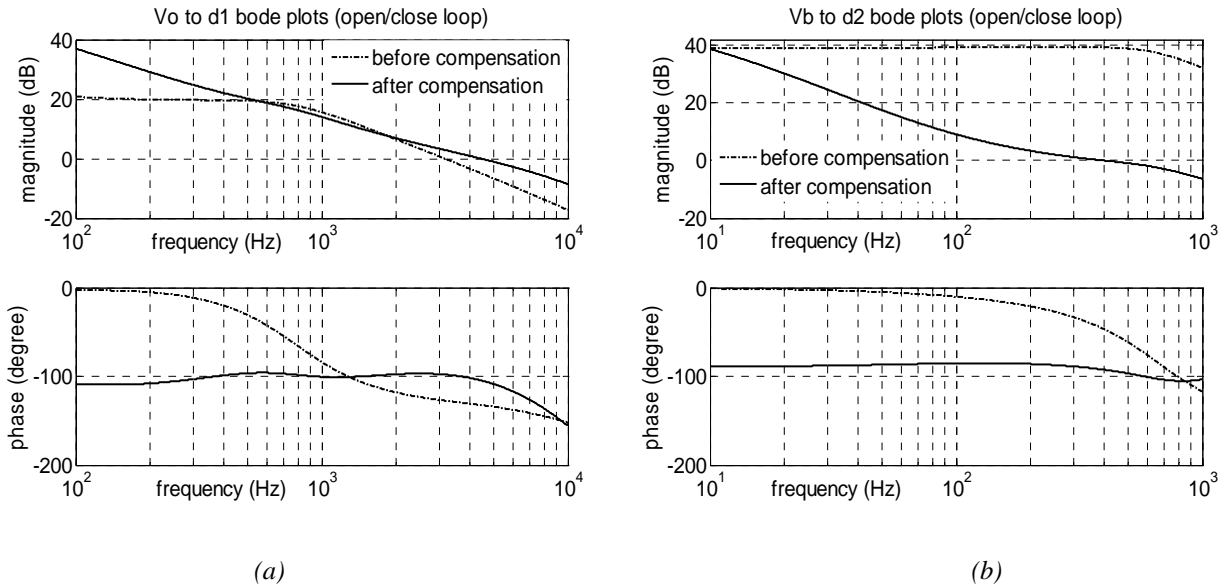 Vo to d1 bode plots (open/close loop)
magnitude (dB)
40
20
0
-20
before compensation
after compensation
10^2
frequency (Hz)
10^3
10^4
phase (degree)
0
-100
-200
10^2
frequency (Hz)
10^3
10^4
(a)
Vb to d2 bode plots (open/close loop)
magnitude (dB)
40
20
0
-20
before compensation
after compensation
10^1
frequency (Hz)
10^2
10^3
phase (degree)
0
-100
-200
10^1
frequency (Hz)
10^2
10^3
(b)